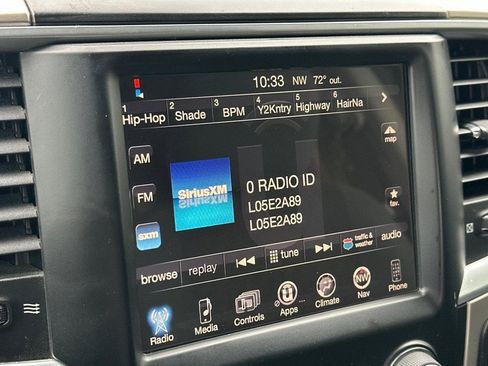 10:33 NW 72° out.
1 Hip-Hop 2 Shade 3 BPM 4 Y2Kntry 5 Highway 6 HairNa
AM
map
SiriusXM
0 RADIO ID
FM
L05E2A89
fav.
L05E2A89
sxm
browse replay tune traffic & weather audio
Radio Media Controls Apps Climate Nav Phone
NW